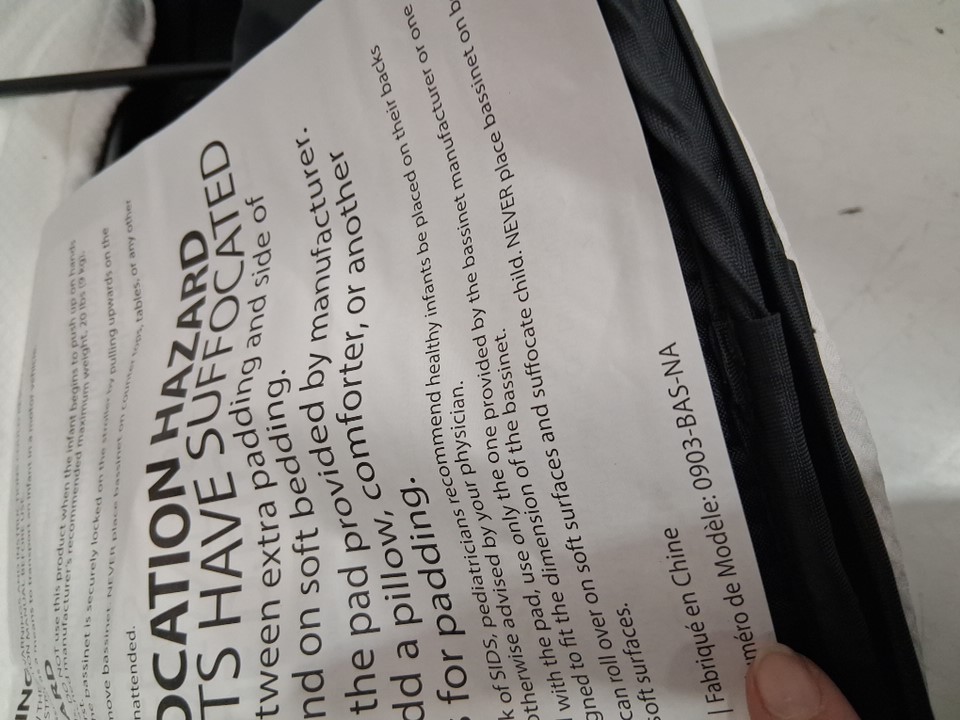 use this product when the infant begins to push up on hands
manufacturer's recommended maximum weight, 20 lbs (9 kg).
bassinet is securely locked on the stroller by pulling upwards on the
move bassinet. NEVER place bassinet on counter tops, tables, or any other
nattended.
OCATION HAZARD
TS HAVE SUFFOCATED
tween extra padding and side of
nd on soft bedding.
the pad provided by manufacturer.
dd a pillow, comforter, or another
for padding.
k of SIDS, pediatricians recommend healthy infants be placed on their backs
otherwise advised by your physician.
with the pad, use only the one provided by the bassinet manufacturer or one
gned to fit the dimension of the bassinet.
can roll over on soft surfaces and suffocate child. NEVER place bassinet on b
soft surfaces.
| Fabriqué en Chine
uméro de Modèle: 0903-BAS-NA